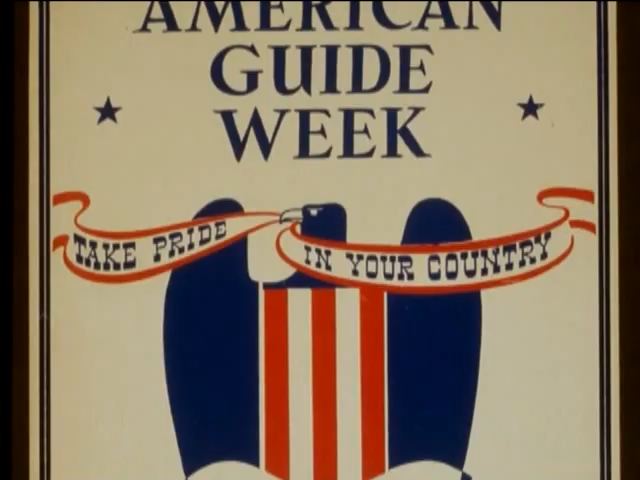 AMERICAN
GUIDE
WEEK
TAKE PRIDE IN YOUR COUNTRY